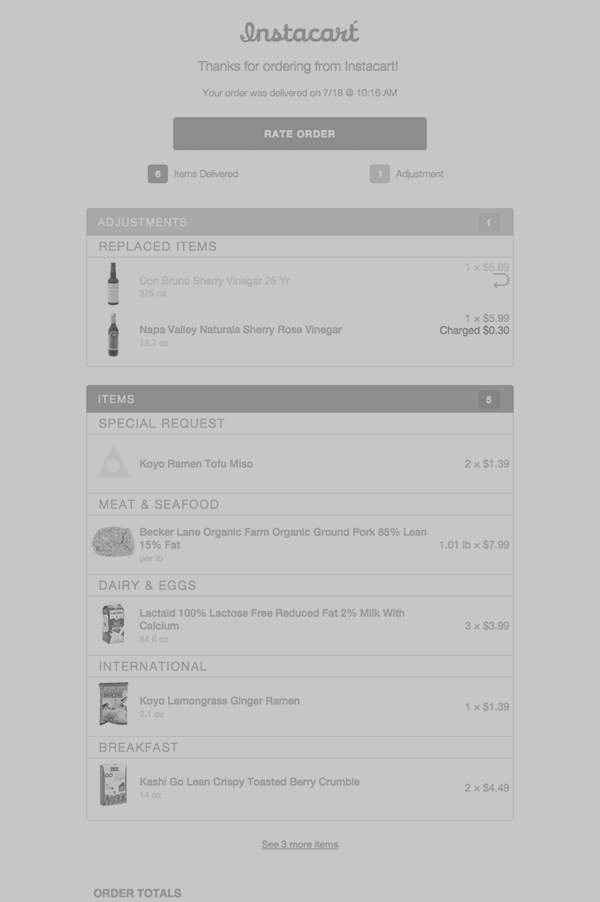 Instacart
Thanks for ordering from Instacart!
Your order was delivered on 7/18 @ 10:16 AM
RATE ORDER
6 Items Delivered
1 Adjustment
ADJUSTMENTS 1
REPLACED ITEMS
1 × $5.69
Don Bruno Sherry Vinegar 25 Yr
375 ml
1 × $5.99
Napa Valley Naturals Sherry Rose Vinegar Charged $0.30
12.7 oz
ITEMS 5
SPECIAL REQUEST
Koyo Ramen Tofu Miso 2 × $1.39
MEAT & SEAFOOD
Becker Lane Organic Farm Organic Ground Pork 85% Lean
15% Fat 1.01 lb × $7.99
per lb
DAIRY & EGGS
Lactaid 100% Lactose Free Reduced Fat 2% Milk With
Calcium 3 × $3.99
64 fl oz
INTERNATIONAL
Koyo Lemongrass Ginger Ramen 1 × $1.39
2.1 oz
BREAKFAST
Kashi Go Lean Crispy Toasted Berry Crumble 2 × $4.49
14 oz
See 3 more items
ORDER TOTALS